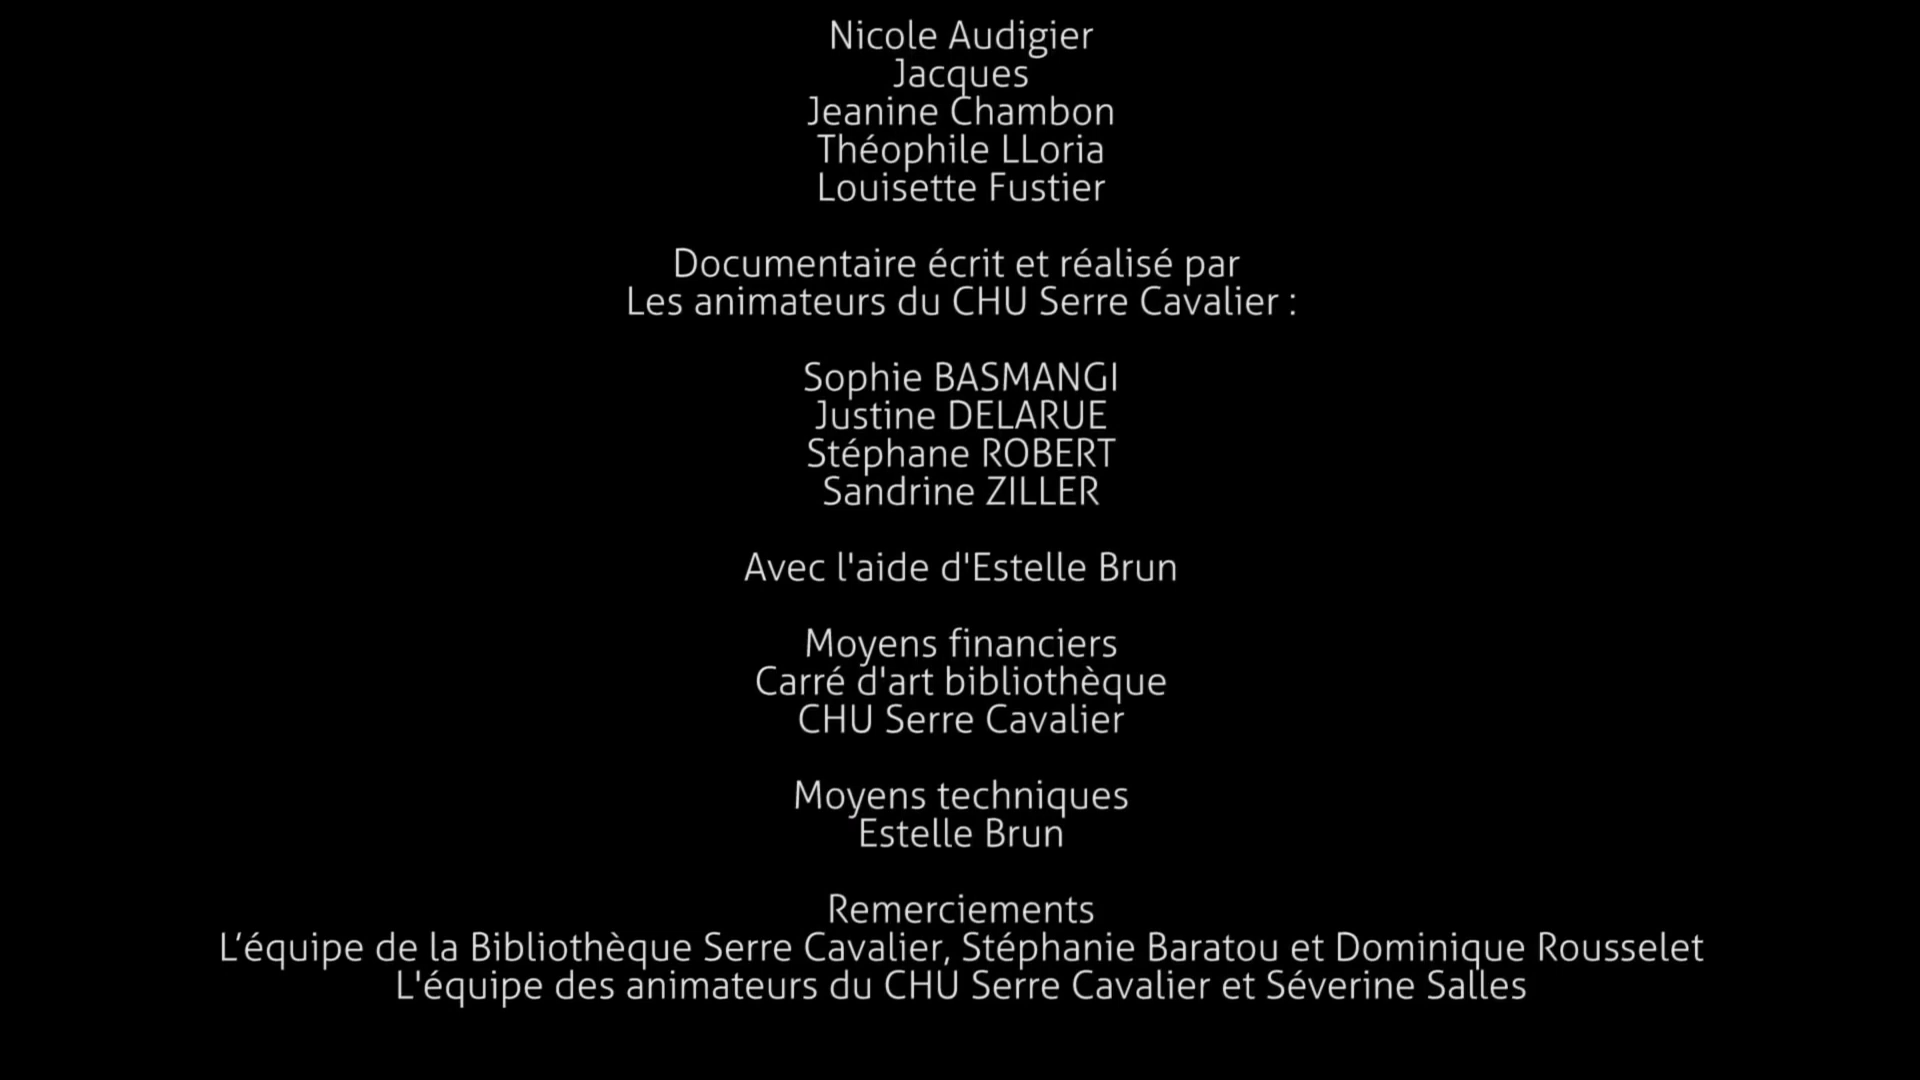 Nicole Audigier
Jacques
Jeanine Chambon
Théophile LLoria
Louisette Fustier
Documentaire écrit et réalisé par
Les animateurs du CHU Serre Cavalier :
Sophie BASMANGI
Justine DELARUE
Stéphane ROBERT
Sandrine ZILLER
Avec l'aide d'Estelle Brun
Moyens financiers
Carré d'art bibliothèque
CHU Serre Cavalier
Moyens techniques
Estelle Brun
Remerciements
L’équipe de la Bibliothèque Serre Cavalier, Stéphanie Baratou et Dominique Rousselet
L'équipe des animateurs du CHU Serre Cavalier et Séverine Salles